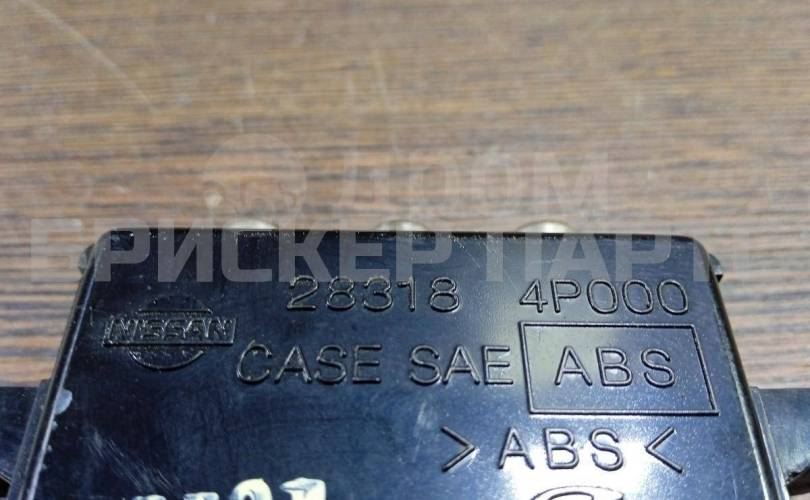 ДРОМ
БРИСКЕР ПАРТ
28318 4P000
NISSAN
CASE SAE ABS
>ABS<